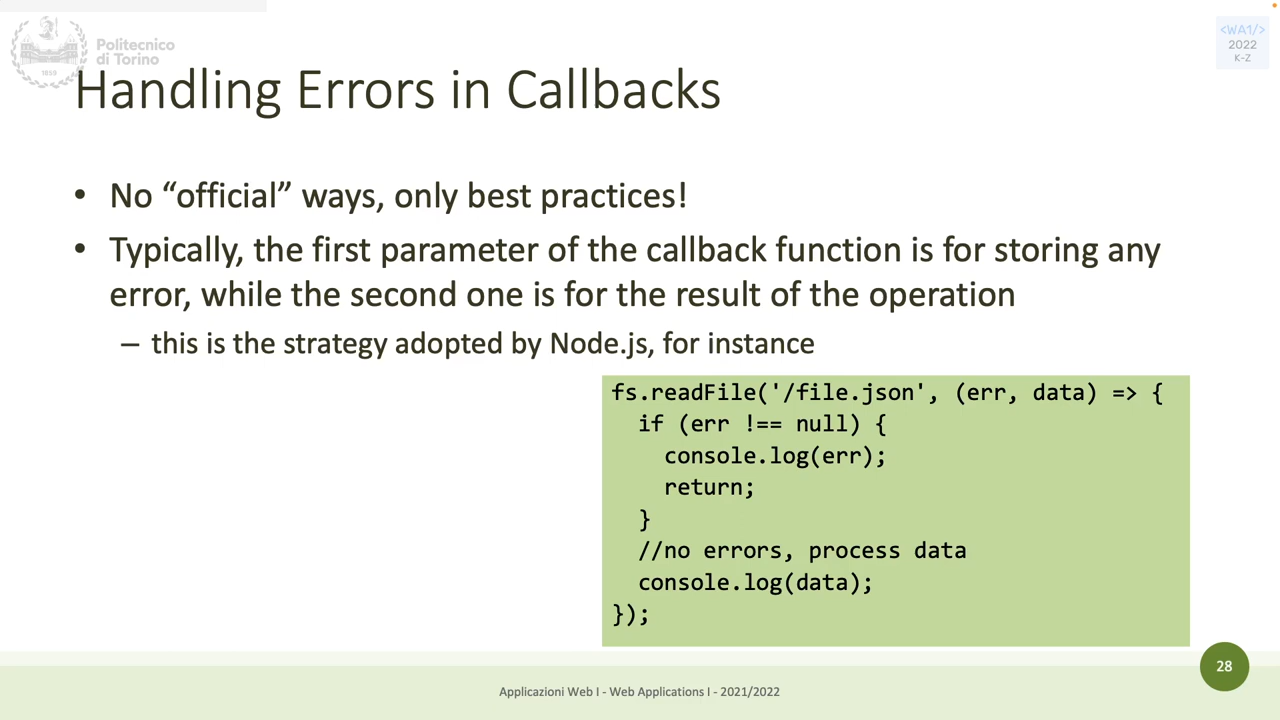 Politecnico
di Torino
1859
<WA1/>
2022
K-Z
Handling Errors in Callbacks
• No “official” ways, only best practices!
• Typically, the first parameter of the callback function is for storing any
error, while the second one is for the result of the operation
– this is the strategy adopted by Node.js, for instance
fs.readFile('/file.json', (err, data) => {
  if (err !== null) {
    console.log(err);
    return;
  }
  //no errors, process data
  console.log(data);
});
28
Applicazioni Web I - Web Applications I - 2021/2022